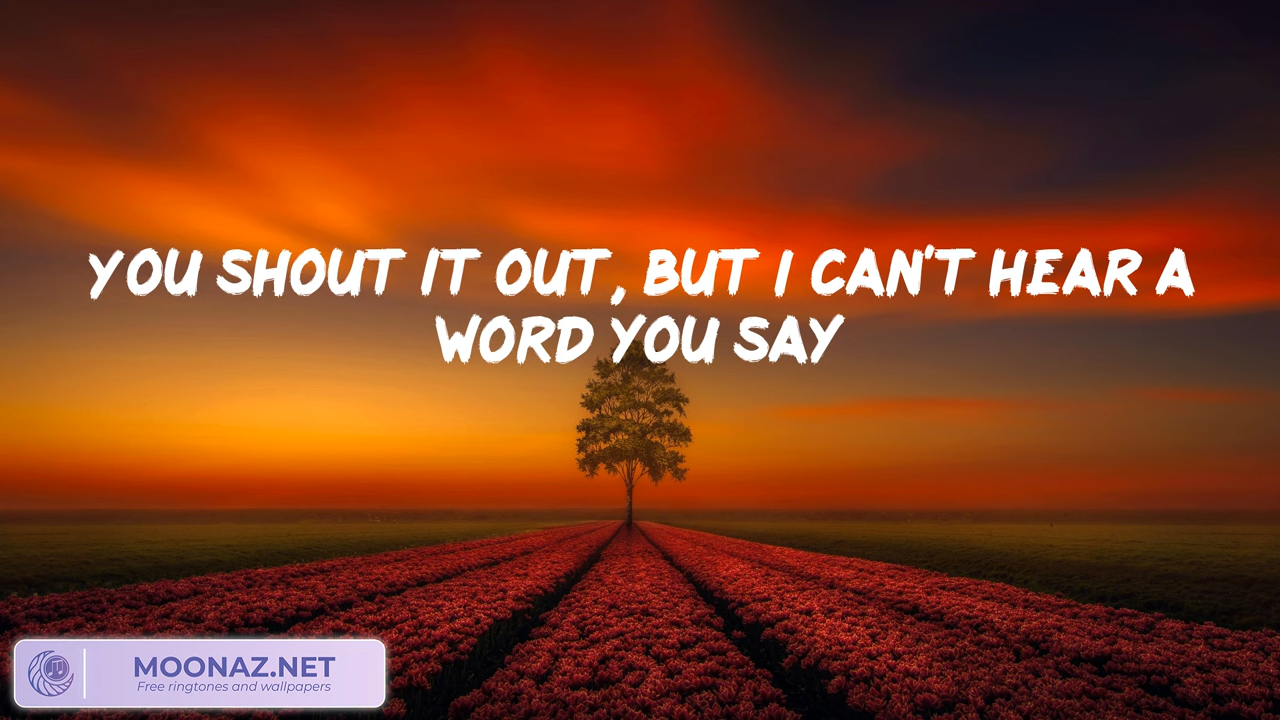 YOU SHOUT IT OUT, BUT I CAN'T HEAR A
WORD YOU SAY
MOONAZ.NET
Free ringtones and wallpapers